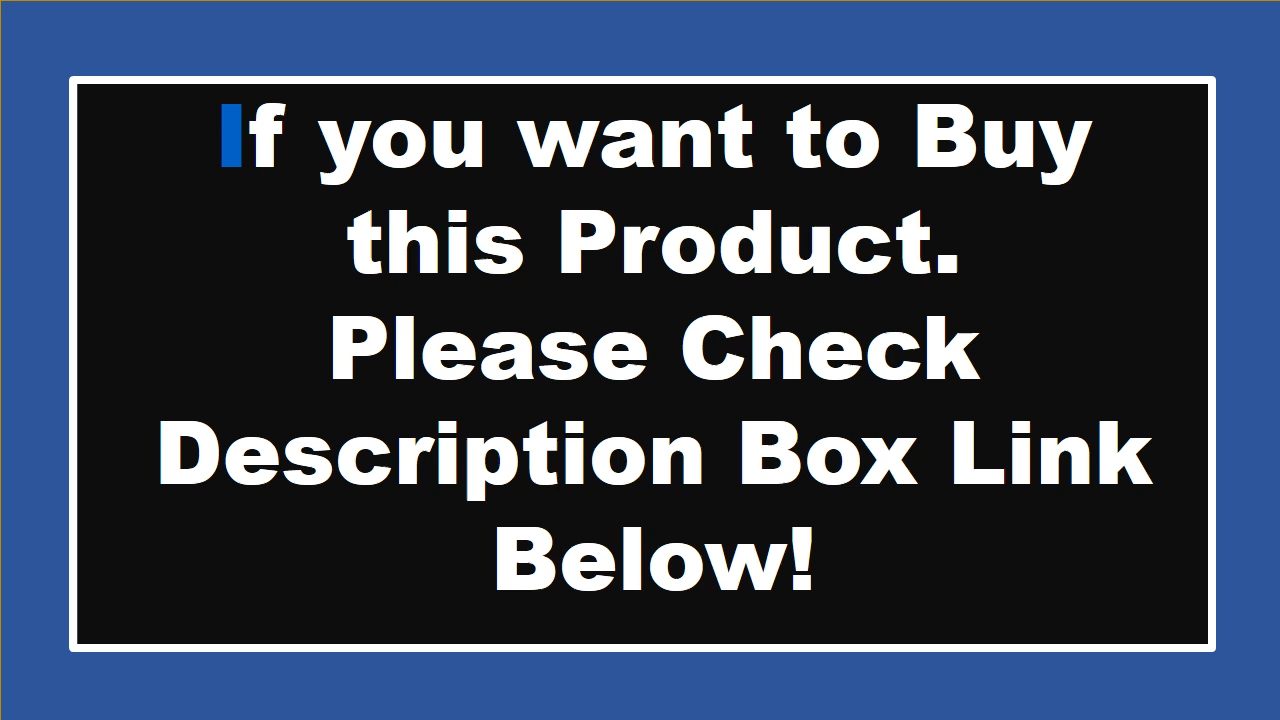 If you want to Buy
this Product.
Please Check
Description Box Link
Below!